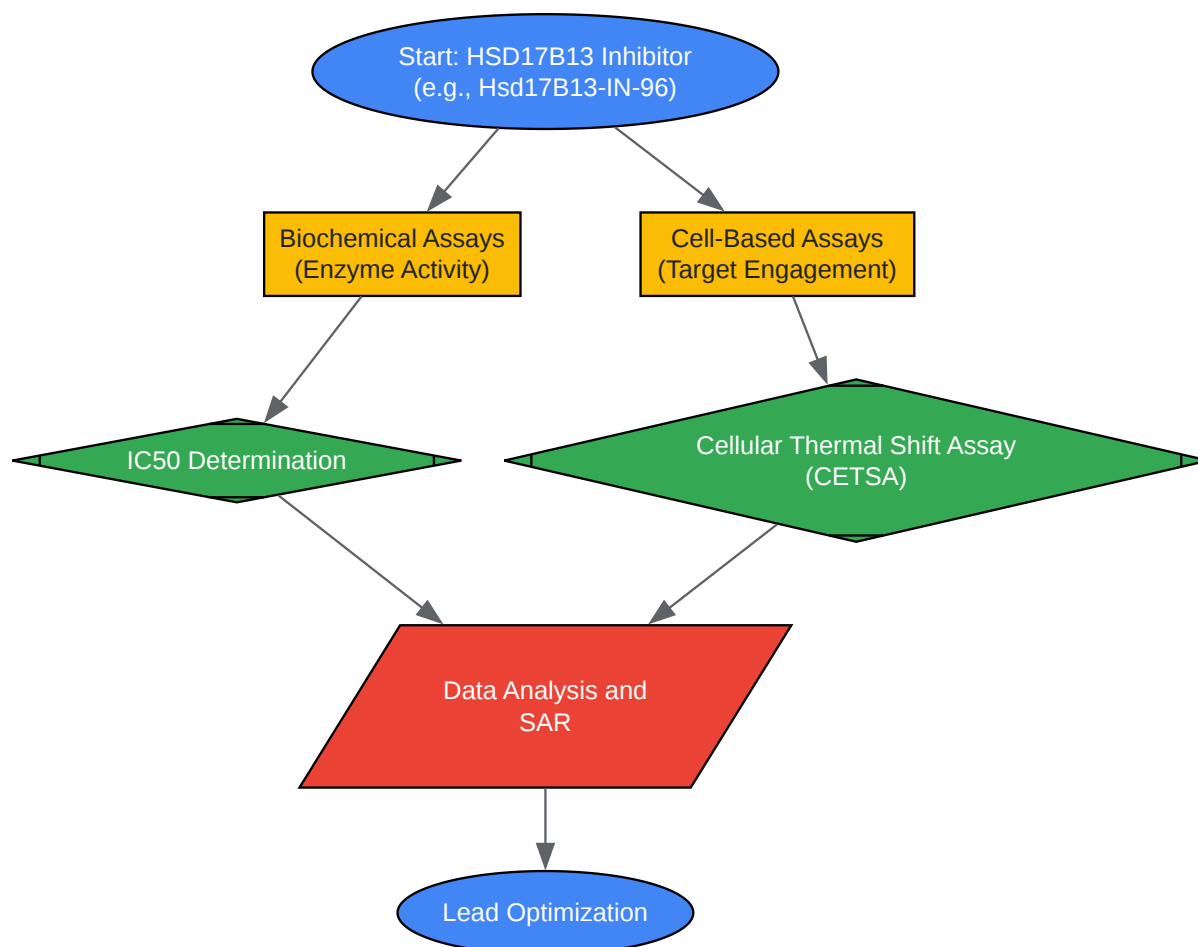 Start: HSD17B13 Inhibitor
(e.g., Hsd17B13-IN-96)
Biochemical Assays
(Enzyme Activity)
Cell-Based Assays
(Target Engagement)
IC50 Determination
Cellular Thermal Shift Assay
(CETSA)
Data Analysis and
SAR
Lead Optimization